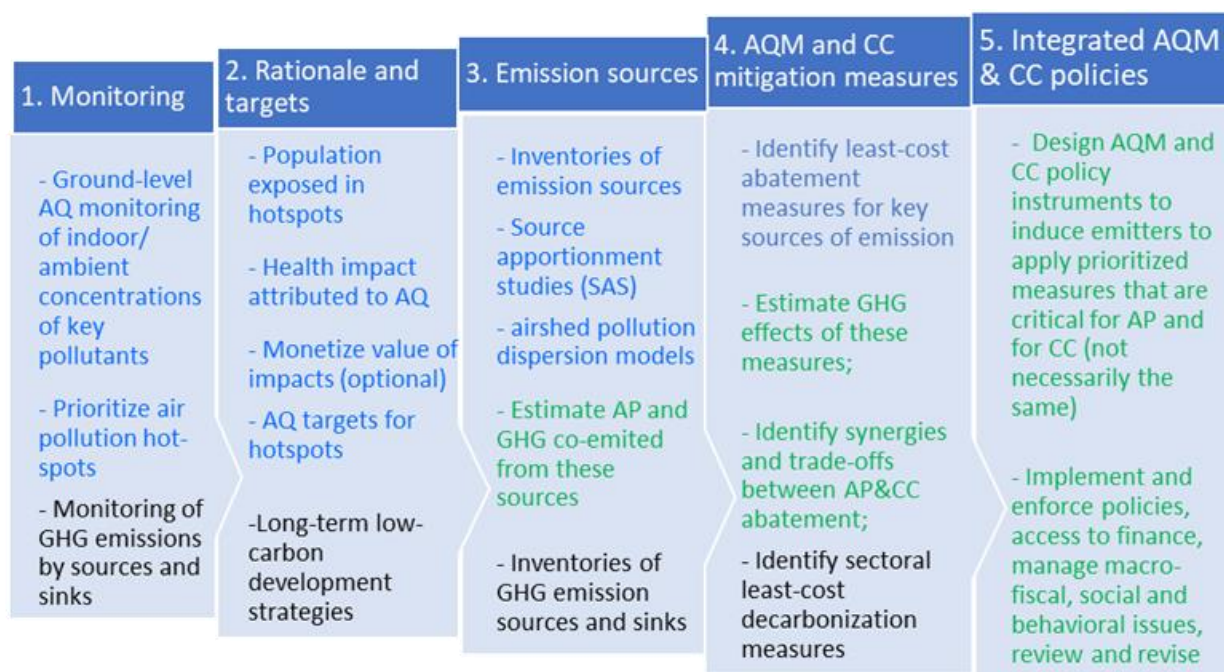 1. Monitoring
- Ground-level
AQ monitoring
of indoor/
ambient
concentrations
of key
pollutants
- Prioritize air
pollution hot-
spots
- Monitoring of
GHG emissions
by sources and
sinks
2. Rationale and
targets
- Population
exposed in
hotspots
- Health impact
attributed to AQ
- Monetize value of
impacts (optional)
- AQ targets for
hotspots
-Long-term low-
carbon
development
strategies
3. Emission sources
- Inventories of
emission sources
- Source
apportionment
studies (SAS)
- airshed pollution
dispersion models
- Estimate AP and
GHG co-emited
from these
sources
- Inventories of
GHG emission
sources and sinks
4. AQM and CC
mitigation measures
- Identify least-cost
abatement
measures for key
sources of emission
- Estimate GHG
effects of these
measures;
- Identify synergies
and trade-offs
between AP&CC
abatement;
- Identify sectoral
least-cost
decarbonization
measures
5. Integrated AQM
& CC policies
- Design AQM and
CC policy
instruments to
induce emitters to
apply prioritized
measures that are
critical for AP and
for CC (not
necessarily the
same)
- Implement and
enforce policies,
access to finance,
manage macro-
fiscal, social and
behavioral issues,
review and revise